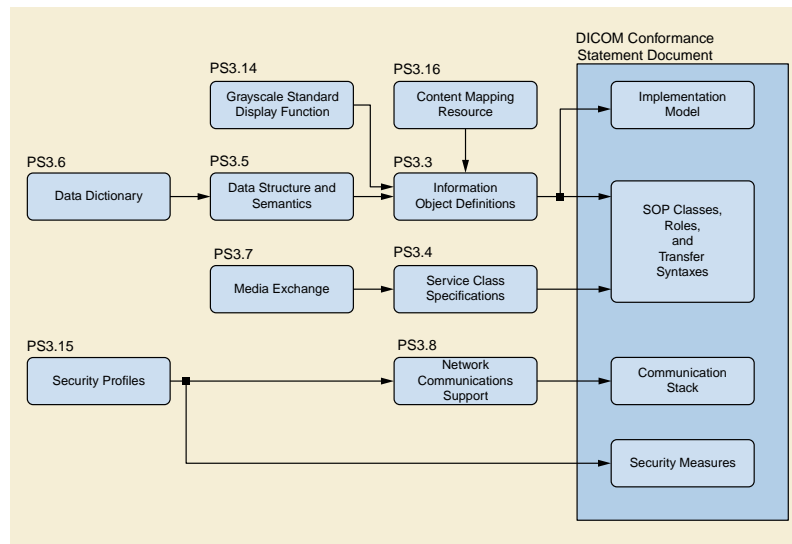 DICOM Conformance
Statement Document
PS3.14
Grayscale Standard
Display Function
PS3.16
Content Mapping
Resource
Implementation
Model
PS3.6
Data Dictionary
PS3.5
Data Structure and
Semantics
PS3.3
Information
Object Definitions
SOP Classes,
Roles,
and
Transfer
Syntaxes
PS3.7
Media Exchange
PS3.4
Service Class
Specifications
PS3.15
Security Profiles
PS3.8
Network
Communications
Support
Communication
Stack
Security Measures